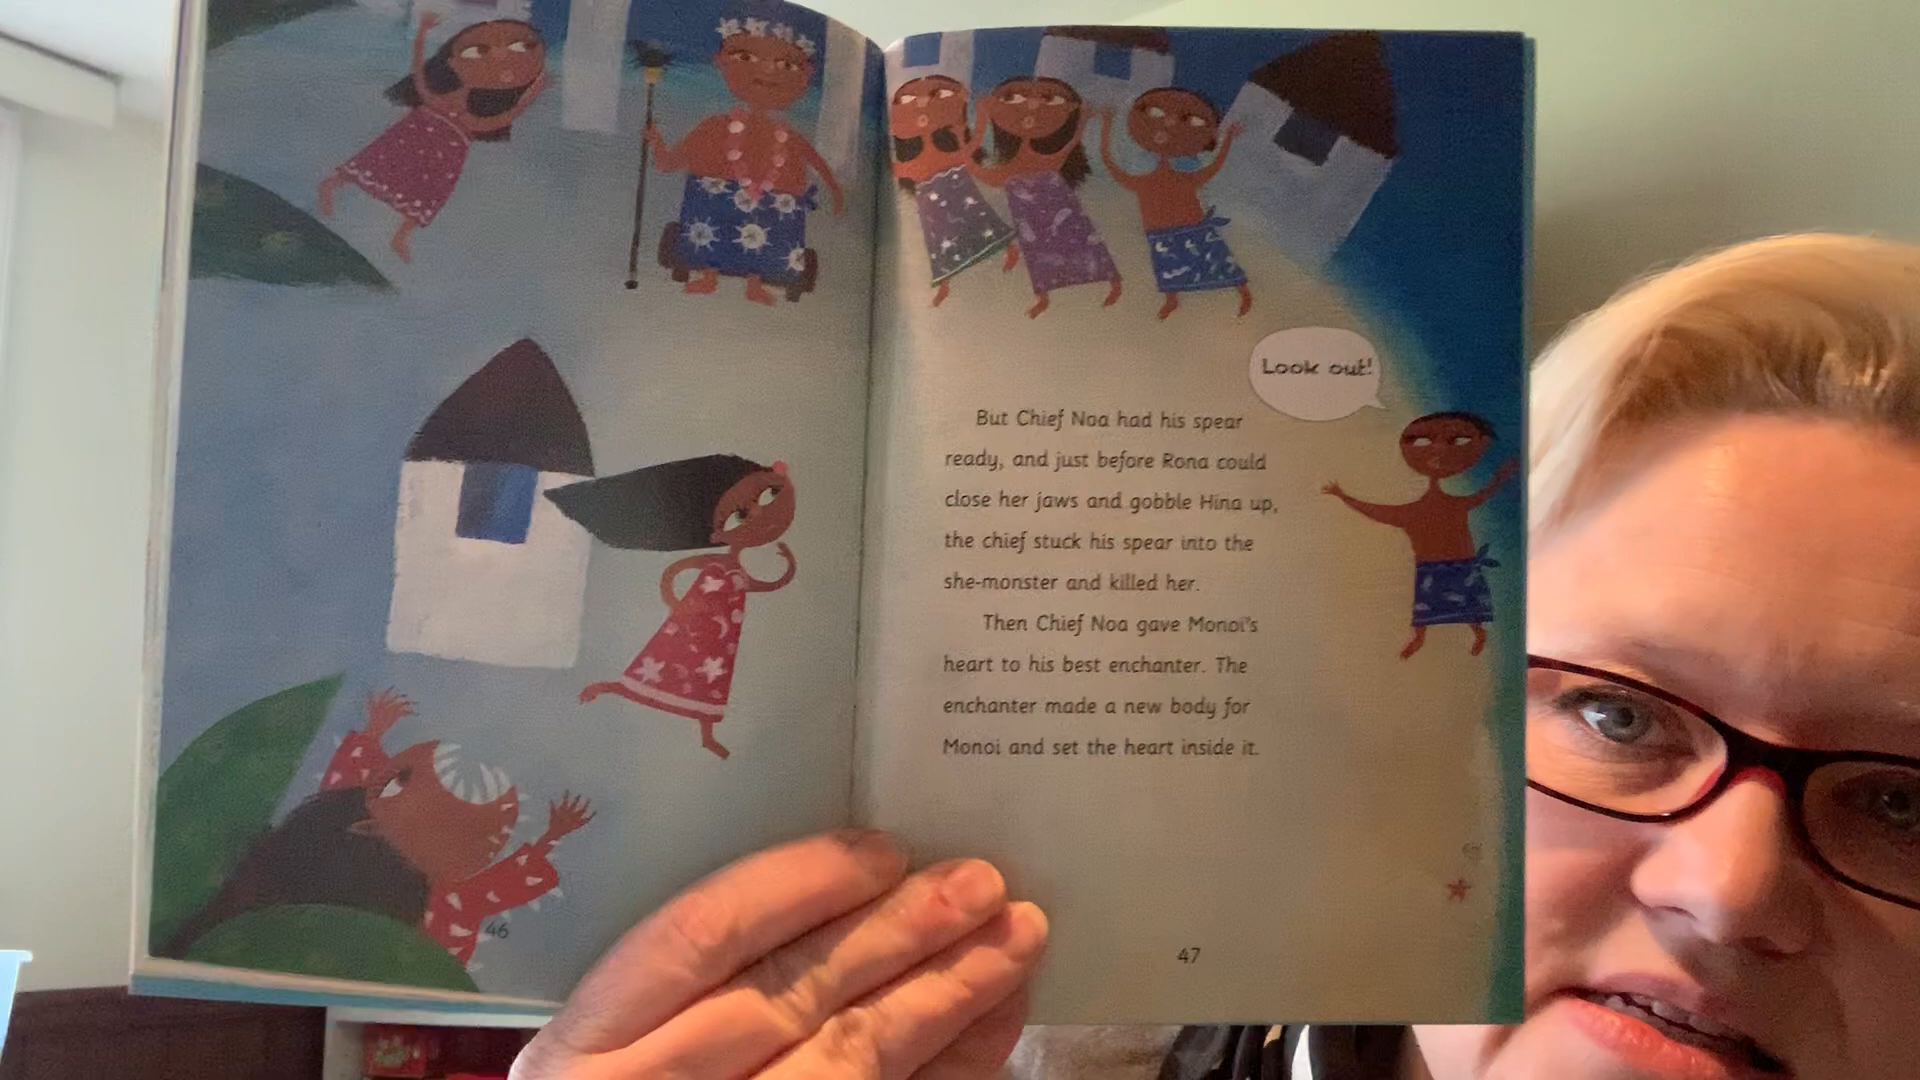 Look out!
But Chief Noa had his spear
ready, and just before Rona could
close her jaws and gobble Hina up,
the chief stuck his spear into the
she-monster and killed her.
Then Chief Noa gave Monoi's
heart to his best enchanter. The
enchanter made a new body for
Monoi and set the heart inside it.
46
47